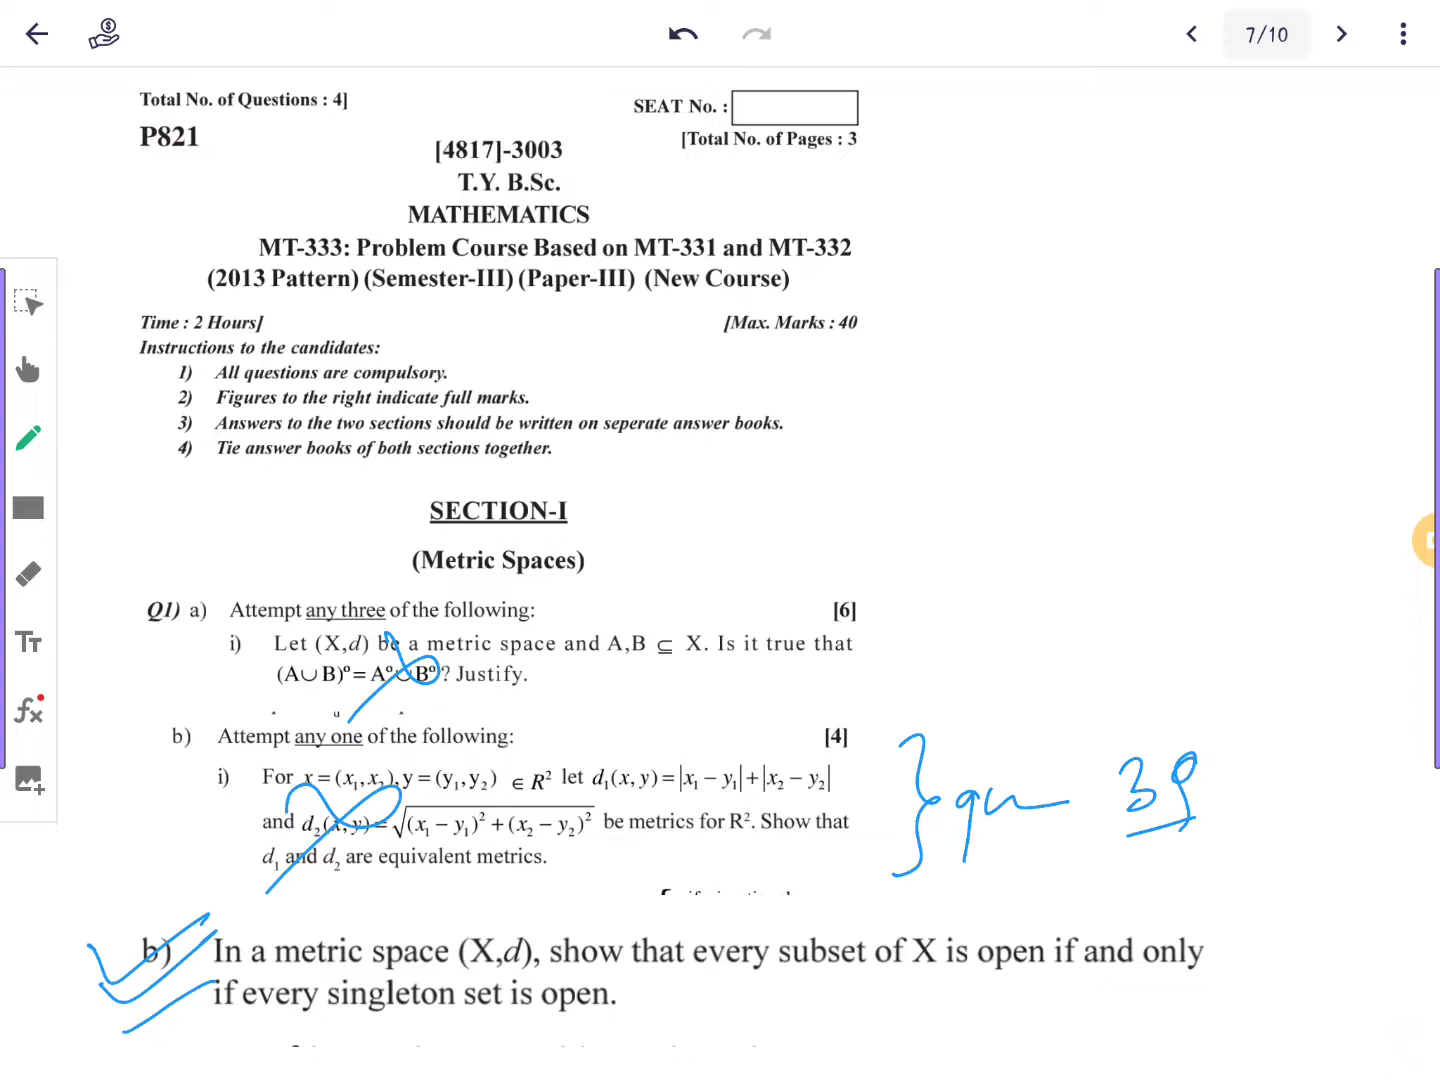 7/10
Total No. of Questions : 4]
SEAT No. :
P821
[Total No. of Pages : 3
[4817]-3003
T.Y. B.Sc.
MATHEMATICS
MT-333: Problem Course Based on MT-331 and MT-332
(2013 Pattern) (Semester-III) (Paper-III) (New Course)
Time : 2 Hours]
[Max. Marks : 40
Instructions to the candidates:
1) All questions are compulsory.
2) Figures to the right indicate full marks.
3) Answers to the two sections should be written on seperate answer books.
4) Tie answer books of both sections together.
SECTION-I
(Metric Spaces)
Q1) a) Attempt any three of the following: [6]
i) Let (X,d) be a metric space and A,B ⊆ X. Is it true that
(A∪B)º = Aº∪Bº? Justify.
b) Attempt any one of the following: [4]
i) For x = (x₁,x₂), y = (y₁,y₂) ∈ R² let d₁(x,y) = |x₁ − y₁| + |x₂ − y₂|
and d₂(x,y) = √((x₁ − y₁)² + (x₂ − y₂)²) be metrics for R². Show that
d₁ and d₂ are equivalent metrics.
b) In a metric space (X,d), show that every subset of X is open if and only
if every singleton set is open.
Tт
fx